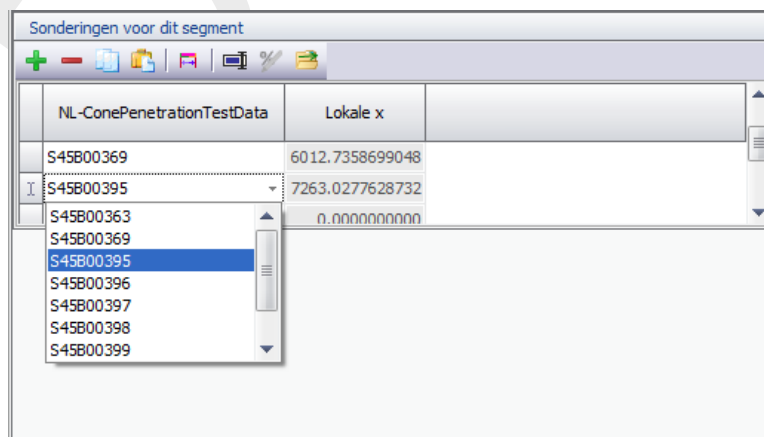 Sonderingen voor dit segment
NL-ConePenetrationTestData Lokale x
S45B00369 6012.7358699048
S45B00395 7263.0277628732
0.0000000000
S45B00363
S45B00369
S45B00395
S45B00396
S45B00397
S45B00398
S45B00399